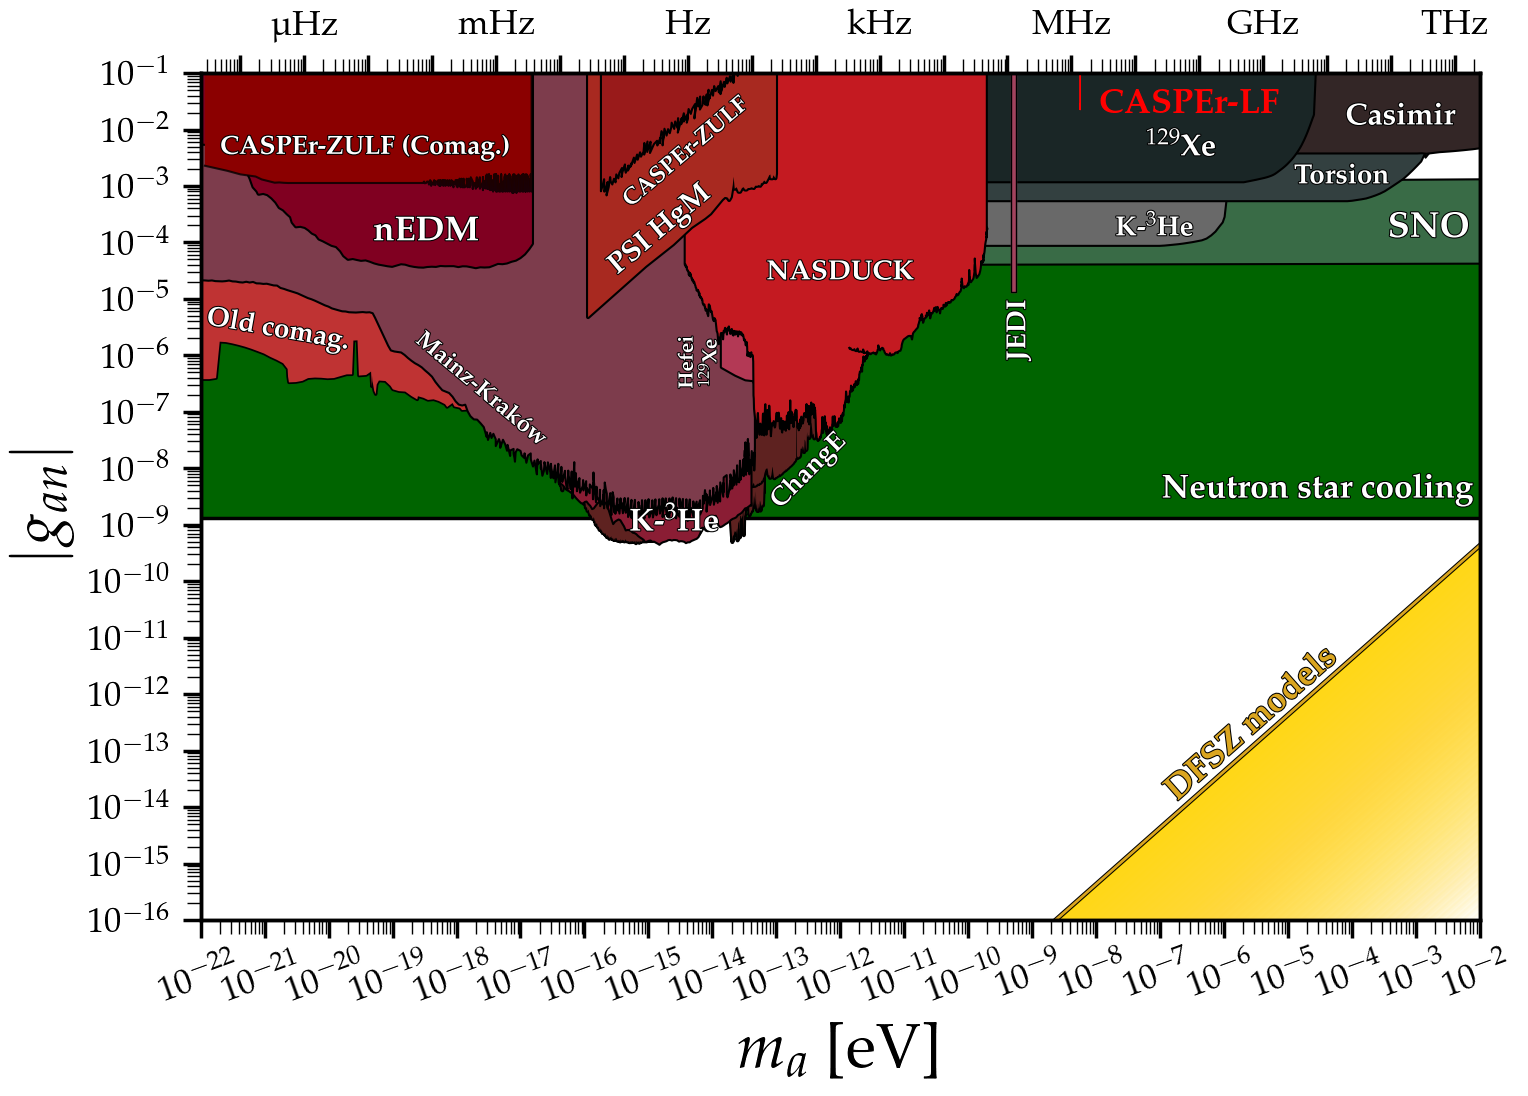 μHz mHz Hz kHz MHz GHz THz
10⁻¹
10⁻²
10⁻³
10⁻⁴
10⁻⁵
10⁻⁶
10⁻⁷
10⁻⁸
10⁻⁹
10⁻¹⁰
10⁻¹¹
10⁻¹²
10⁻¹³
10⁻¹⁴
10⁻¹⁵
10⁻¹⁶
|gₐₙ|
CASPEr-ZULF (Comag.)
nEDM
Old comag.
Mainz-Kraków
CASPEr-ZULF
PSI HgM
NASDUCK
Hefei
¹²⁹Xe
K-³He
ChangE
JEDI
CASPEr-LF
¹²⁹Xe
Casimir
Torsion
K-³He
SNO
Neutron star cooling
DFSZ models
10⁻²² 10⁻²¹ 10⁻²⁰ 10⁻¹⁹ 10⁻¹⁸ 10⁻¹⁷ 10⁻¹⁶ 10⁻¹⁵ 10⁻¹⁴ 10⁻¹³ 10⁻¹² 10⁻¹¹ 10⁻¹⁰ 10⁻⁹ 10⁻⁸ 10⁻⁷ 10⁻⁶ 10⁻⁵ 10⁻⁴ 10⁻³ 10⁻²
mₐ [eV]